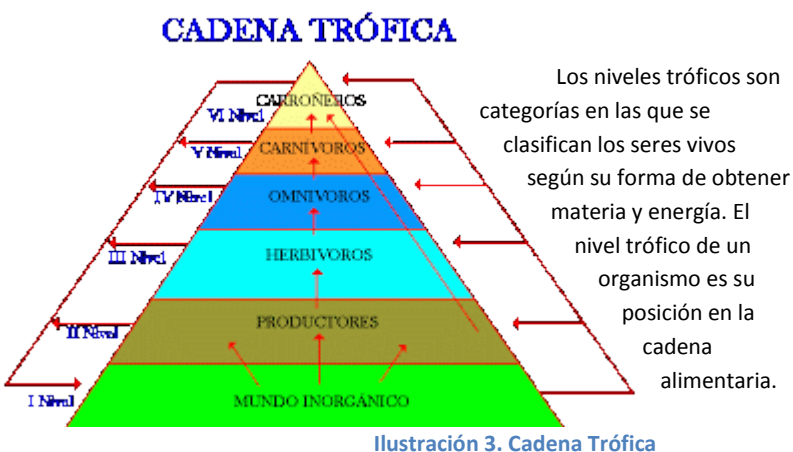 CADENA TRÓFICA
CARROÑEROS
VI Nivel
V Nivel
CARNÍVOROS
IV Nivel
OMNIVOROS
III Nivel
HERBIVOROS
II Nivel
PRODUCTORES
I Nivel
MUNDO INORGÁNICO
Los niveles tróficos son
categorías en las que se
clasifican los seres vivos
según su forma de obtener
materia y energía. El
nivel trófico de un
organismo es su
posición en la
cadena
alimentaria.
Ilustración 3. Cadena Trófica